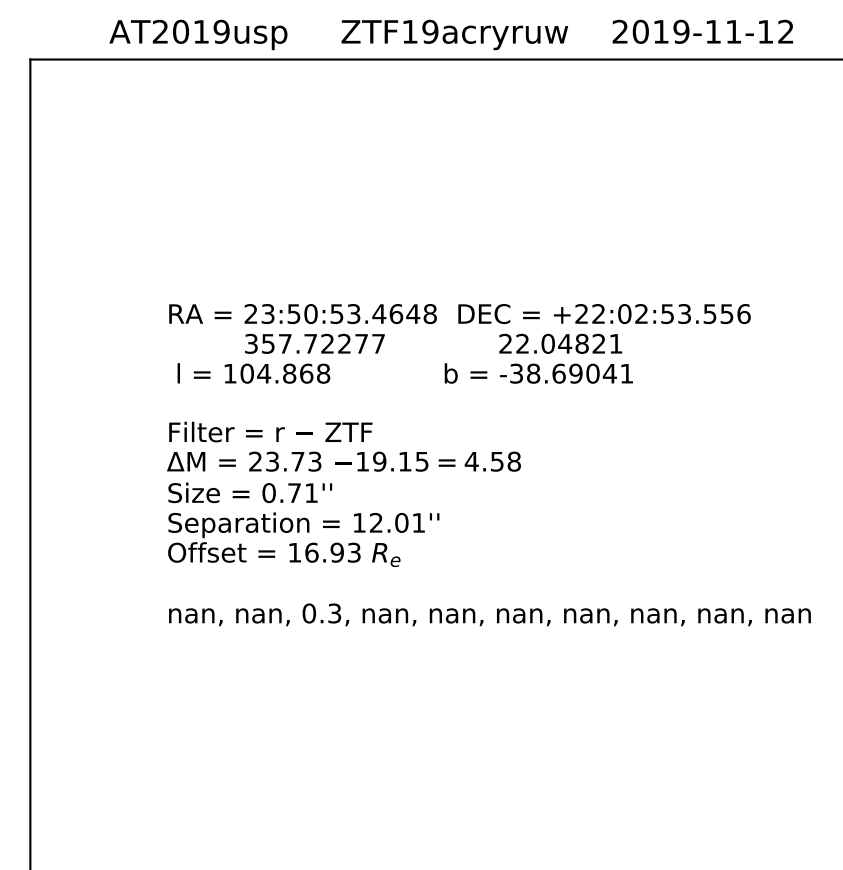 AT2019usp ZTF19acryruw 2019-11-12
RA = 23:50:53.4648 DEC = +22:02:53.556
357.72277 22.04821
l = 104.868 b = -38.69041
Filter = r − ZTF
ΔM = 23.73 −19.15 = 4.58
Size = 0.71''
Separation = 12.01''
Offset = 16.93 Rₑ
nan, nan, 0.3, nan, nan, nan, nan, nan, nan, nan